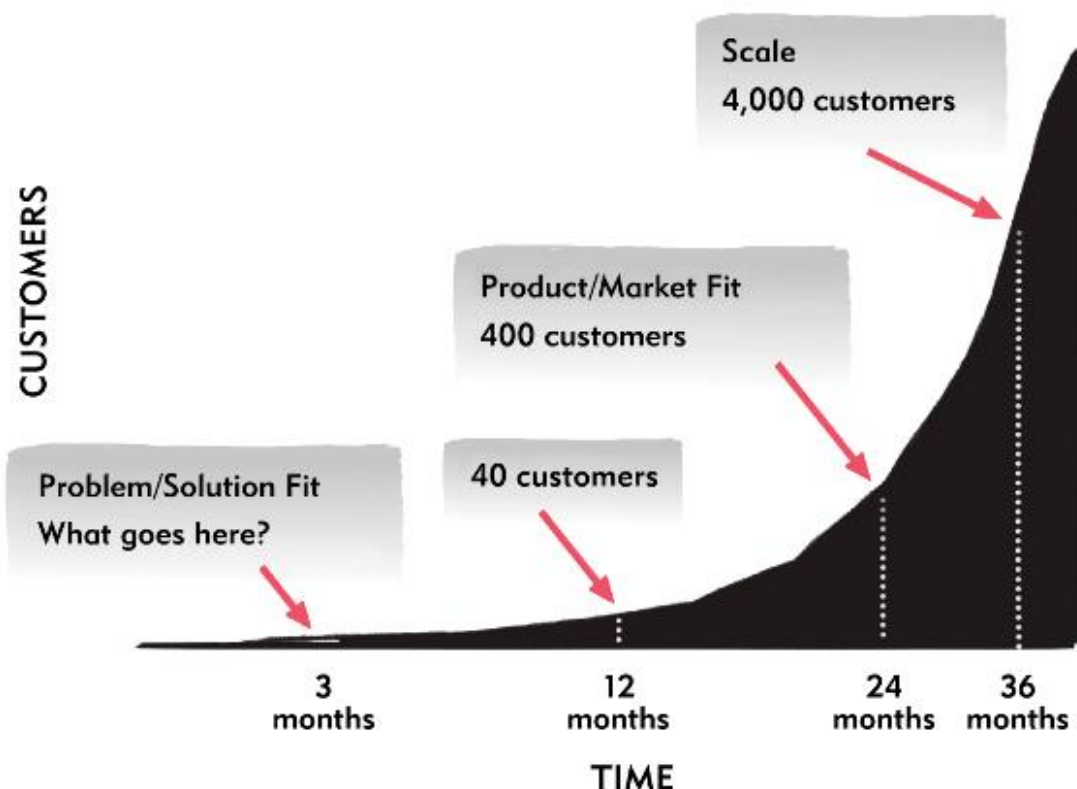 Scale
4,000 customers
CUSTOMERS
Product/Market Fit
400 customers
Problem/Solution Fit
What goes here?
40 customers
3
months
12
months
24
months
36
months
TIME